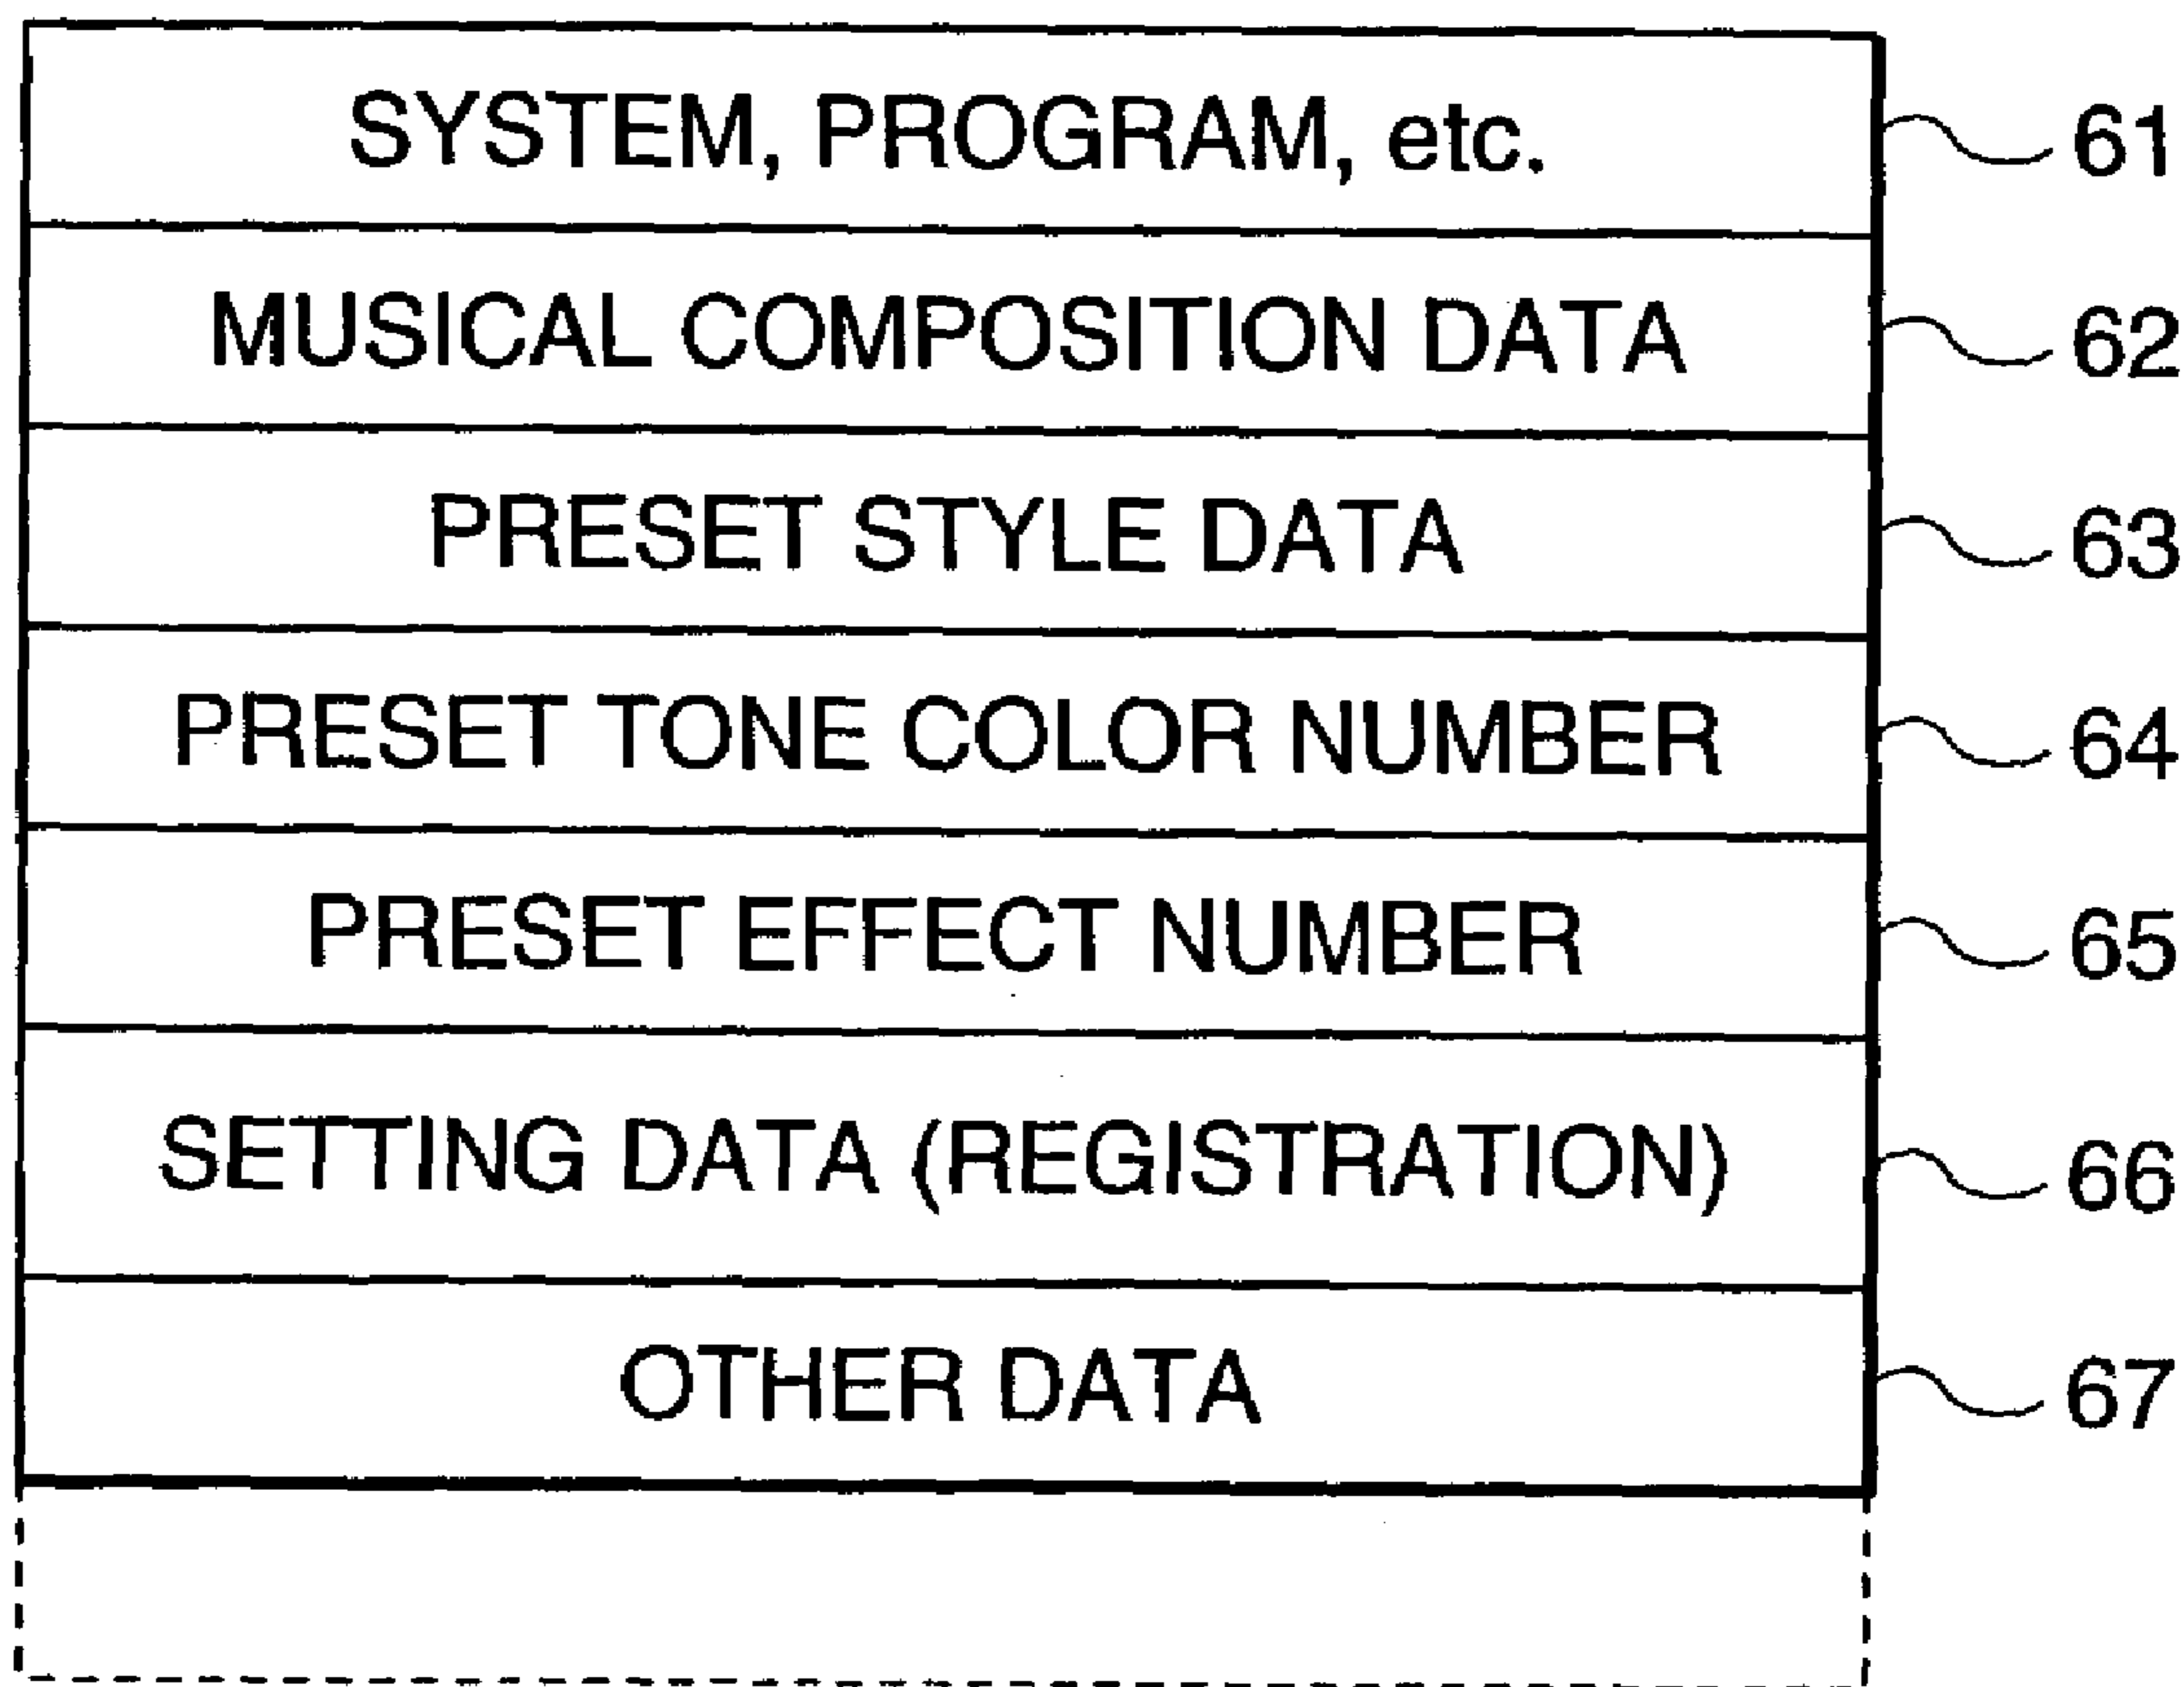 SYSTEM, PROGRAM, etc. 61
MUSICAL COMPOSITION DATA 62
PRESET STYLE DATA 63
PRESET TONE COLOR NUMBER 64
PRESET EFFECT NUMBER 65
SETTING DATA (REGISTRATION) 66
OTHER DATA 67